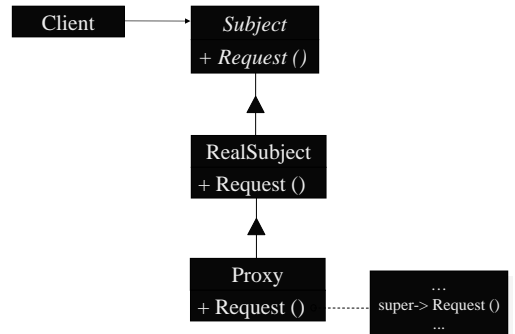 Client
Subject
+ Request ()
RealSubject
+ Request ()
Proxy
+ Request ()
...
super-> Request ()
...